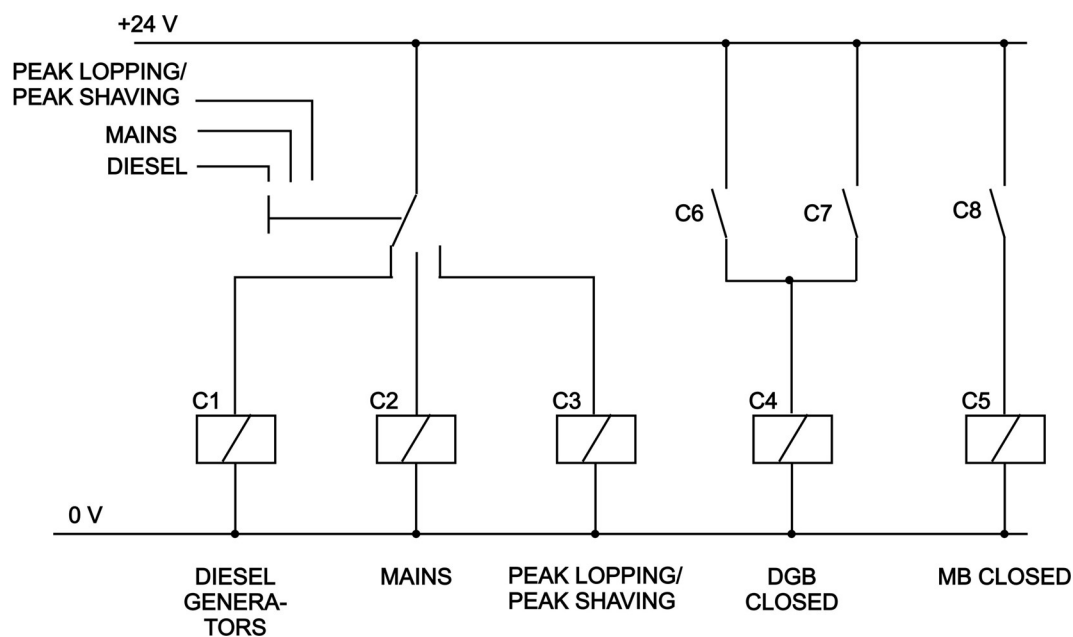 +24 V
PEAK LOPPING/
PEAK SHAVING
MAINS
DIESEL
C6
C7
C8
C1
C2
C3
C4
C5
0 V
DIESEL
GENERA-
TORS
MAINS
PEAK LOPPING/
PEAK SHAVING
DGB
CLOSED
MB CLOSED